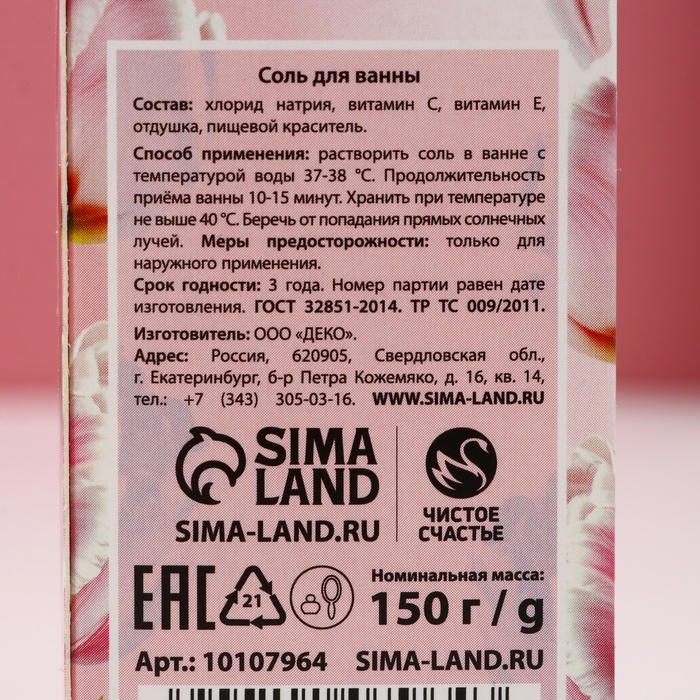 Соль для ванны
Состав: хлорид натрия, витамин С, витамин Е,
отдушка, пищевой краситель.
Способ применения: растворить соль в ванне с
температурой воды 37-38 °С. Продолжительность
приёма ванны 10-15 минут. Хранить при температуре
не выше 40 °С. Беречь от попадания прямых солнечных
лучей. Меры предосторожности: только для
наружного применения.
Срок годности: 3 года. Номер партии равен дате
изготовления. ГОСТ 32851-2014. ТР ТС 009/2011.
Изготовитель: ООО «ДЕКО».
Адрес: Россия, 620905, Свердловская обл.,
г. Екатеринбург, б-р Петра Кожемяко, д. 16, кв. 14,
тел.: +7 (343) 305-03-16. WWW.SIMA-LAND.RU
SIMA
LAND
SIMA-LAND.RU
ЧИСТОЕ
СЧАСТЬЕ
EAC
21
Номинальная масса:
150 г / g
Арт.: 10107964 SIMA-LAND.RU